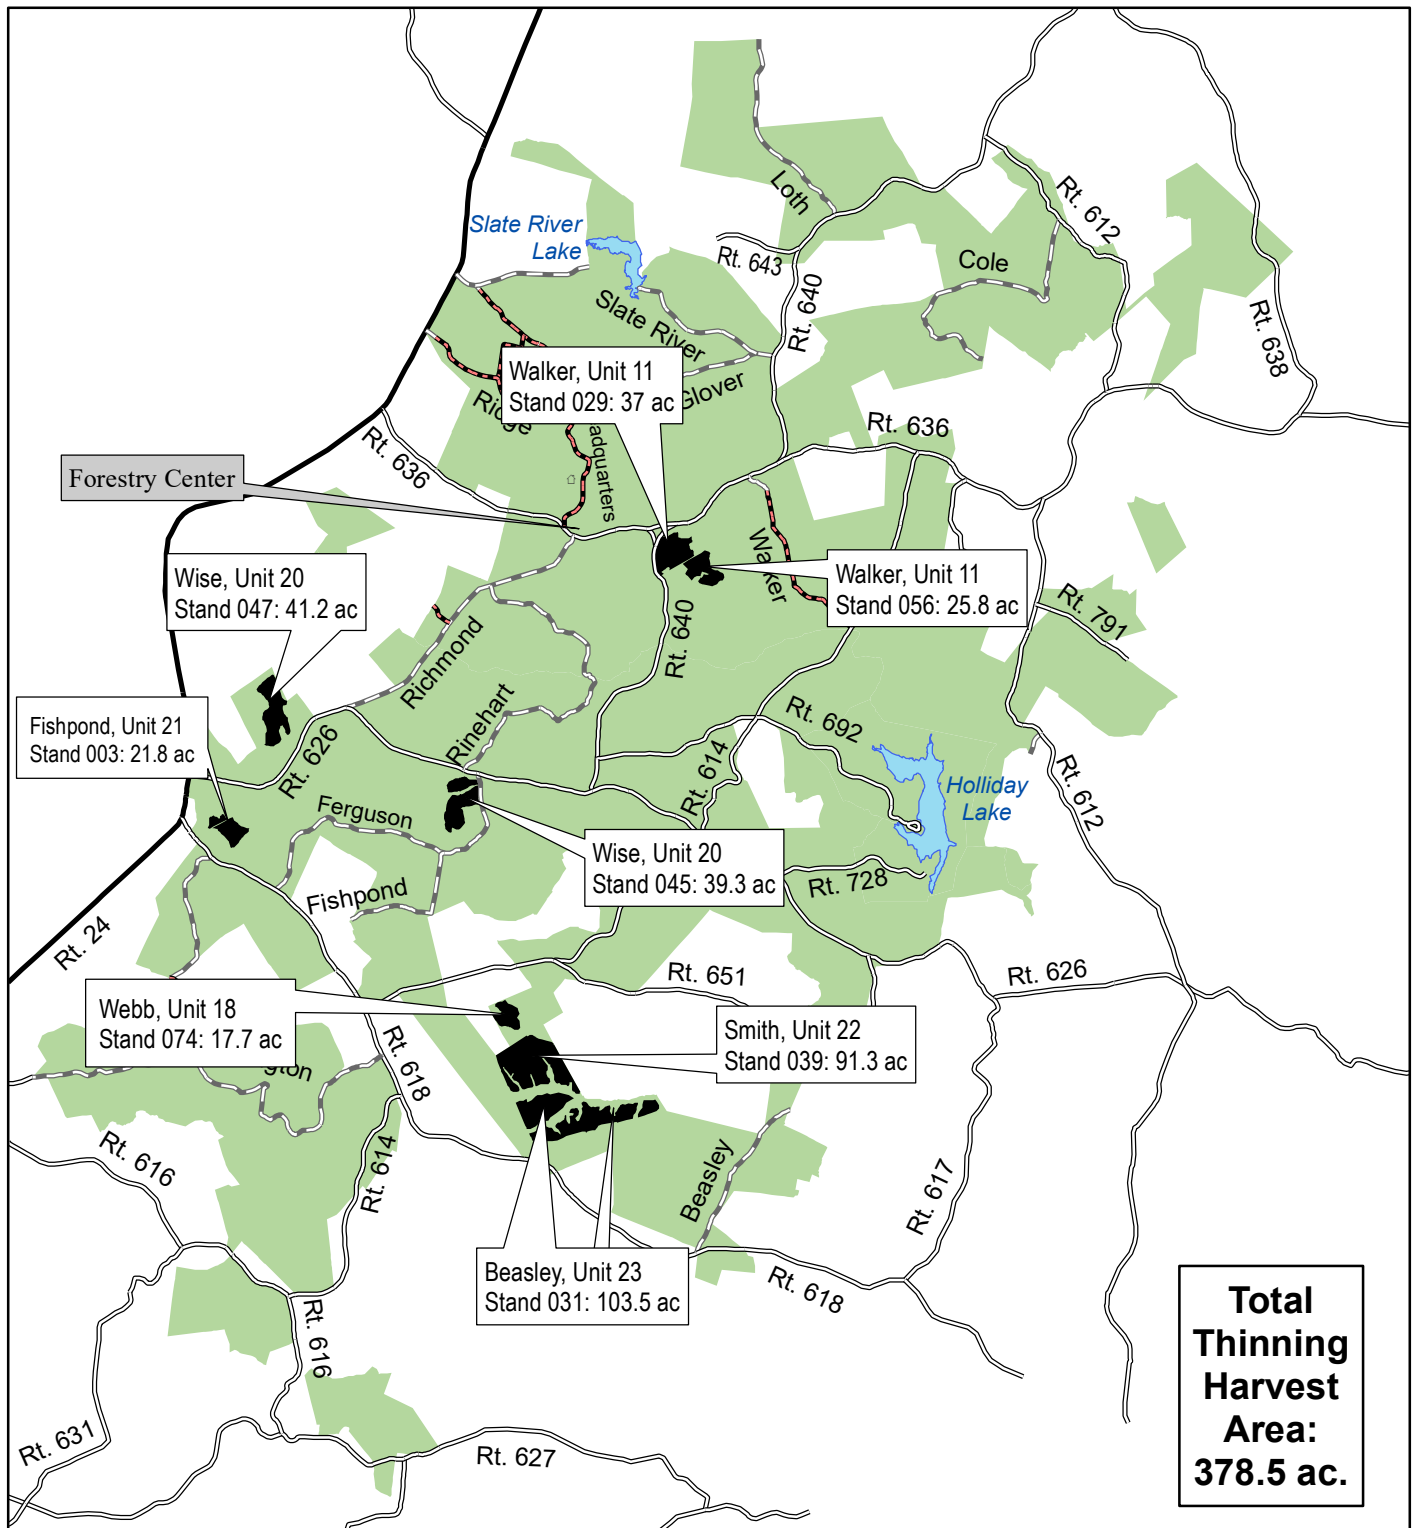 Loth
Rt. 612
Slate River
Lake
Rt. 643
Cole
Rt. 640
Slate River
Rt. 638
Walker, Unit 11
Stand 029: 37 ac
Glover
Ridge
Rt. 636
Rt. 636
adquarters
Forestry Center
Walker
Wise, Unit 20
Stand 047: 41.2 ac
Walker, Unit 11
Stand 056: 25.8 ac
Rt. 791
Rt. 640
Richmond
Rinehart
Fishpond, Unit 21
Stand 003: 21.8 ac
Rt. 626
Rt. 692
Rt. 614
Holliday
Lake
Rt. 612
Ferguson
Wise, Unit 20
Stand 045: 39.3 ac
Rt. 728
Fishpond
Rt. 24
Rt. 651
Rt. 626
Webb, Unit 18
Stand 074: 17.7 ac
Smith, Unit 22
Stand 039: 91.3 ac
gton
Rt. 618
Rt. 616
Rt. 614
Beasley
Rt. 617
Beasley, Unit 23
Stand 031: 103.5 ac
Rt. 618
Rt. 616
Total
Thinning
Harvest
Area:
378.5 ac.
Rt. 631
Rt. 627